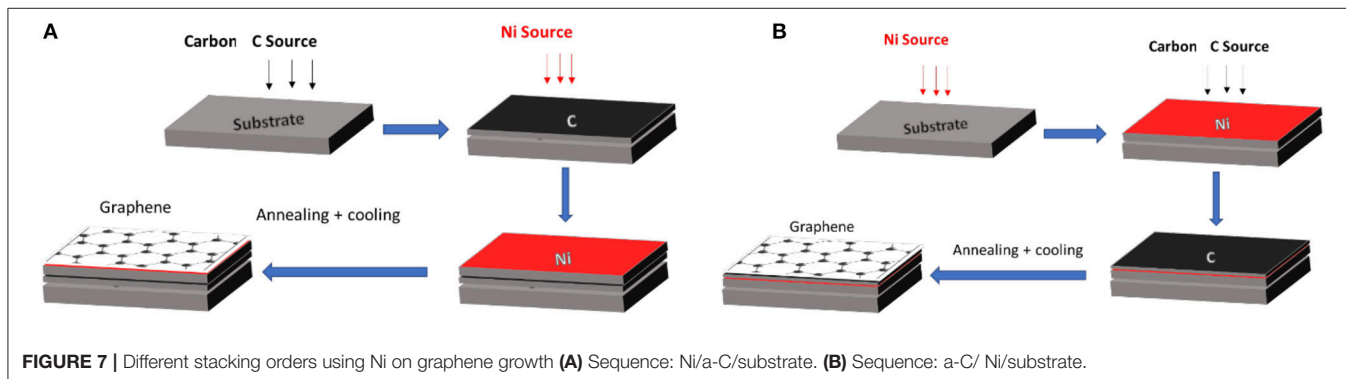 A
Carbon C Source
Ni Source
Substrate
C
Graphene
Annealing + cooling
Ni
B
Ni Source
Carbon C Source
Substrate
Ni
Graphene
Annealing + cooling
C
FIGURE 7 | Different stacking orders using Ni on graphene growth (A) Sequence: Ni/a-C/substrate. (B) Sequence: a-C/ Ni/substrate.